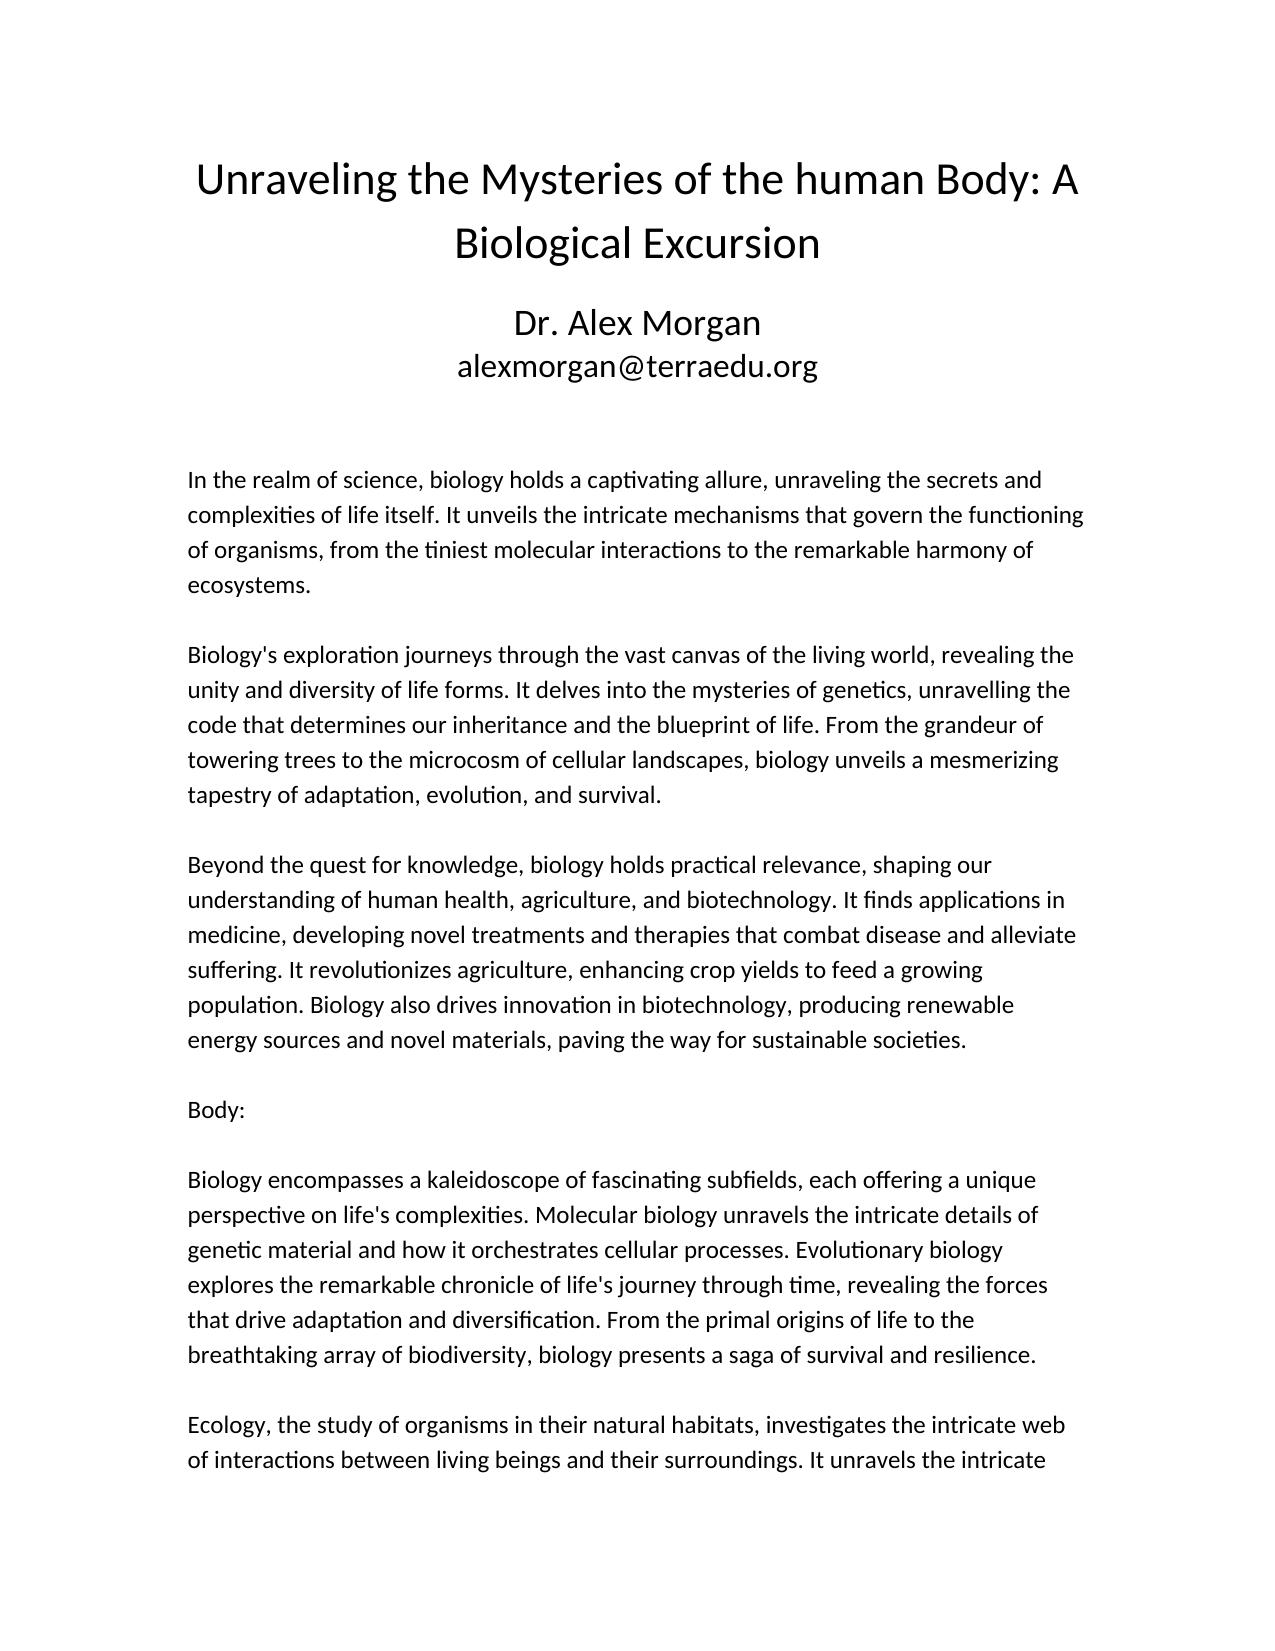 Unraveling the Mysteries of the human Body: A
Biological Excursion
Dr. Alex Morgan
alexmorgan@terraedu.org
In the realm of science, biology holds a captivating allure, unraveling the secrets and
complexities of life itself. It unveils the intricate mechanisms that govern the functioning
of organisms, from the tiniest molecular interactions to the remarkable harmony of
ecosystems.
Biology's exploration journeys through the vast canvas of the living world, revealing the
unity and diversity of life forms. It delves into the mysteries of genetics, unravelling the
code that determines our inheritance and the blueprint of life. From the grandeur of
towering trees to the microcosm of cellular landscapes, biology unveils a mesmerizing
tapestry of adaptation, evolution, and survival.
Beyond the quest for knowledge, biology holds practical relevance, shaping our
understanding of human health, agriculture, and biotechnology. It finds applications in
medicine, developing novel treatments and therapies that combat disease and alleviate
suffering. It revolutionizes agriculture, enhancing crop yields to feed a growing
population. Biology also drives innovation in biotechnology, producing renewable
energy sources and novel materials, paving the way for sustainable societies.
Body:
Biology encompasses a kaleidoscope of fascinating subfields, each offering a unique
perspective on life's complexities. Molecular biology unravels the intricate details of
genetic material and how it orchestrates cellular processes. Evolutionary biology
explores the remarkable chronicle of life's journey through time, revealing the forces
that drive adaptation and diversification. From the primal origins of life to the
breathtaking array of biodiversity, biology presents a saga of survival and resilience.
Ecology, the study of organisms in their natural habitats, investigates the intricate web
of interactions between living beings and their surroundings. It unravels the intricate